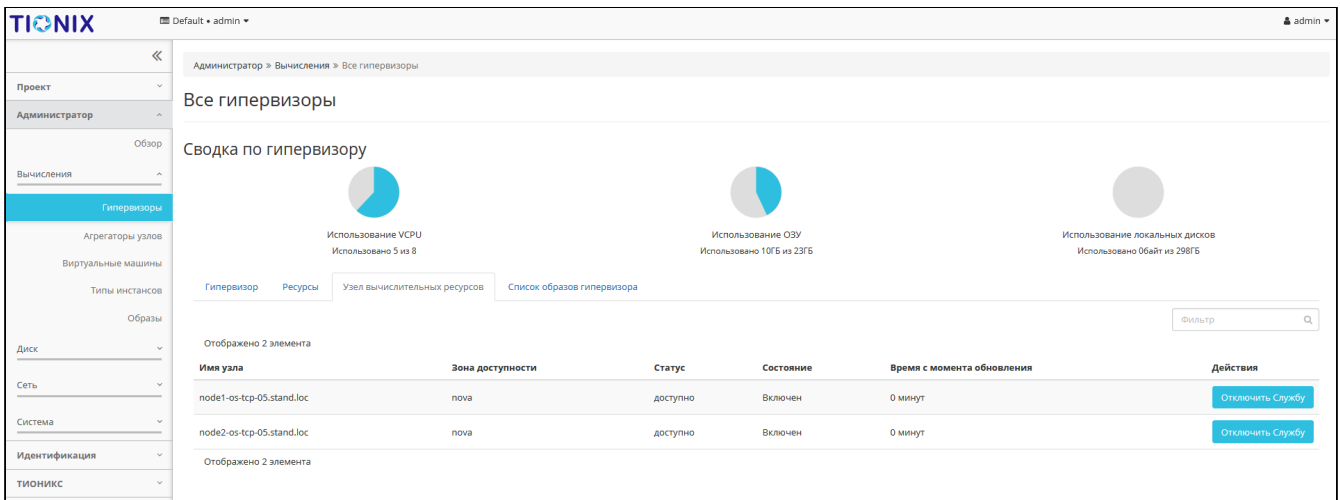 TIONIX
Default • admin
admin
Администратор » Вычисления » Все гипервизоры
Проект
Администратор
Обзор
Вычисления
Гипервизоры
Агрегаторы узлов
Виртуальные машины
Типы инстансов
Образы
Диск
Сеть
Система
Идентификация
ТИОНИКС
Все гипервизоры
Сводка по гипервизору
Использование VCPU
Использовано 5 из 8
Использование ОЗУ
Использовано 10ГБ из 23ГБ
Использование локальных дисков
Использовано 0байт из 298ГБ
Гипервизор Ресурсы Узел вычислительных ресурсов Список образов гипервизора
Фильтр
Отображено 2 элемента
Имя узла Зона доступности Статус Состояние Время с момента обновления Действия
node1-os-tcp-05.stand.loc nova доступно Включен 0 минут Отключить Службу
node2-os-tcp-05.stand.loc nova доступно Включен 0 минут Отключить Службу
Отображено 2 элемента